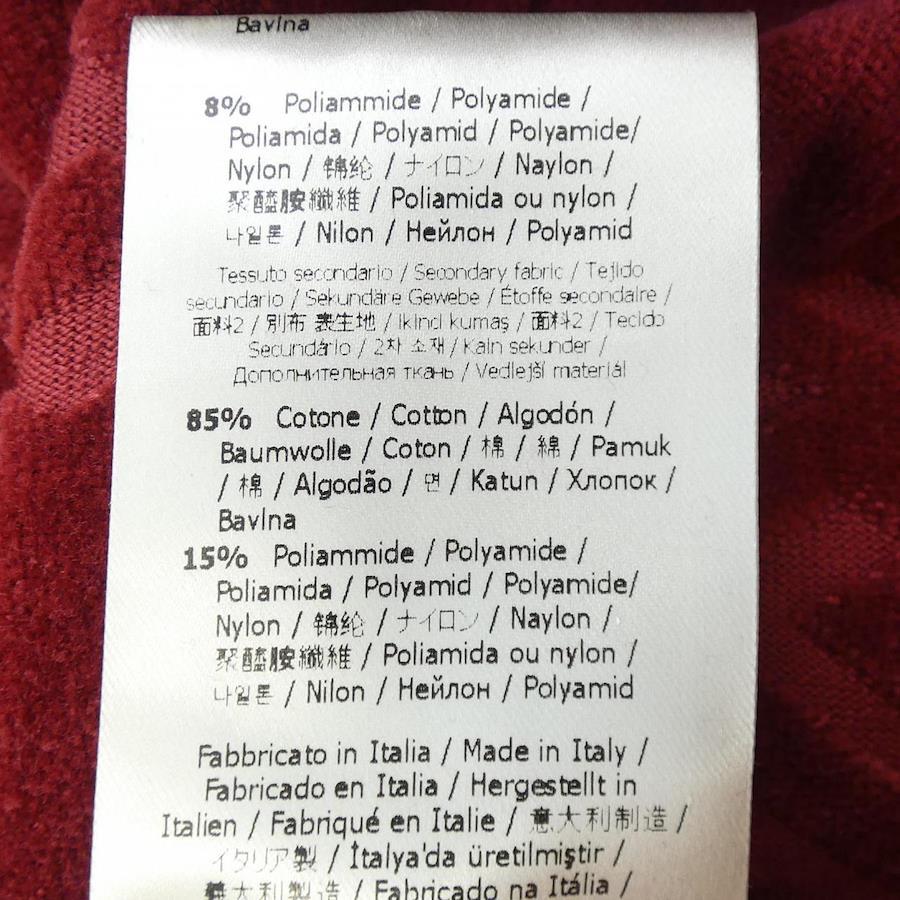 Bavlna
8% Poliammide / Polyamide /
Poliamida / Polyamid / Polyamide/
Nylon / 锦纶 / ナイロン / Naylon /
聚醯胺纖維 / Poliamida ou nylon /
나일론 / Nilon / Нейлон / Polyamid
Tessuto secondario / Secondary fabric / Tejido
secundario / Sekundäre Gewebe / Étoffe secondaire /
面料2 / 別布 表生地 / İkinci kumaş / 面料2 / Tecido
Secundário / 2차 소재 / Kain sekunder /
Дополнительная ткань / Vedlejší materiál
85% Cotone / Cotton / Algodón /
Baumwolle / Coton / 棉 / 綿 / Pamuk
/ 棉 / Algodão / 면 / Katun / Хлопок /
Bavlna
15% Poliammide / Polyamide /
Poliamida / Polyamid / Polyamide/
Nylon / 锦纶 / ナイロン / Naylon /
聚醯胺纖維 / Poliamida ou nylon /
나일론 / Nilon / Нейлон / Polyamid
Fabbricato in Italia / Made in Italy /
Fabricado en Italia / Hergestellt in
Italien / Fabriqué en Italie / 意大利制造 /
イタリア製 / İtalya'da üretilmiştir /
義大利製造 / Fabricado na Itália /